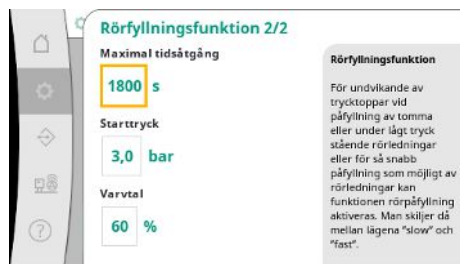 Rörfyllningsfunktion 2/2
Maximal tidsåtgång
1800 s
Starttryck
3,0 bar
Varvtal
60 %
Rörfyllningsfunktion
För undvikande av
trycktoppar vid
påfyllning av tomma
eller under lågt tryck
stående rörledningar
eller för så snabb
påfyllning som möjligt av
rörledningar kan
funktionen rörpåfyllning
aktiveras. Man skiljer då
mellan lägena "slow" och
"fast".